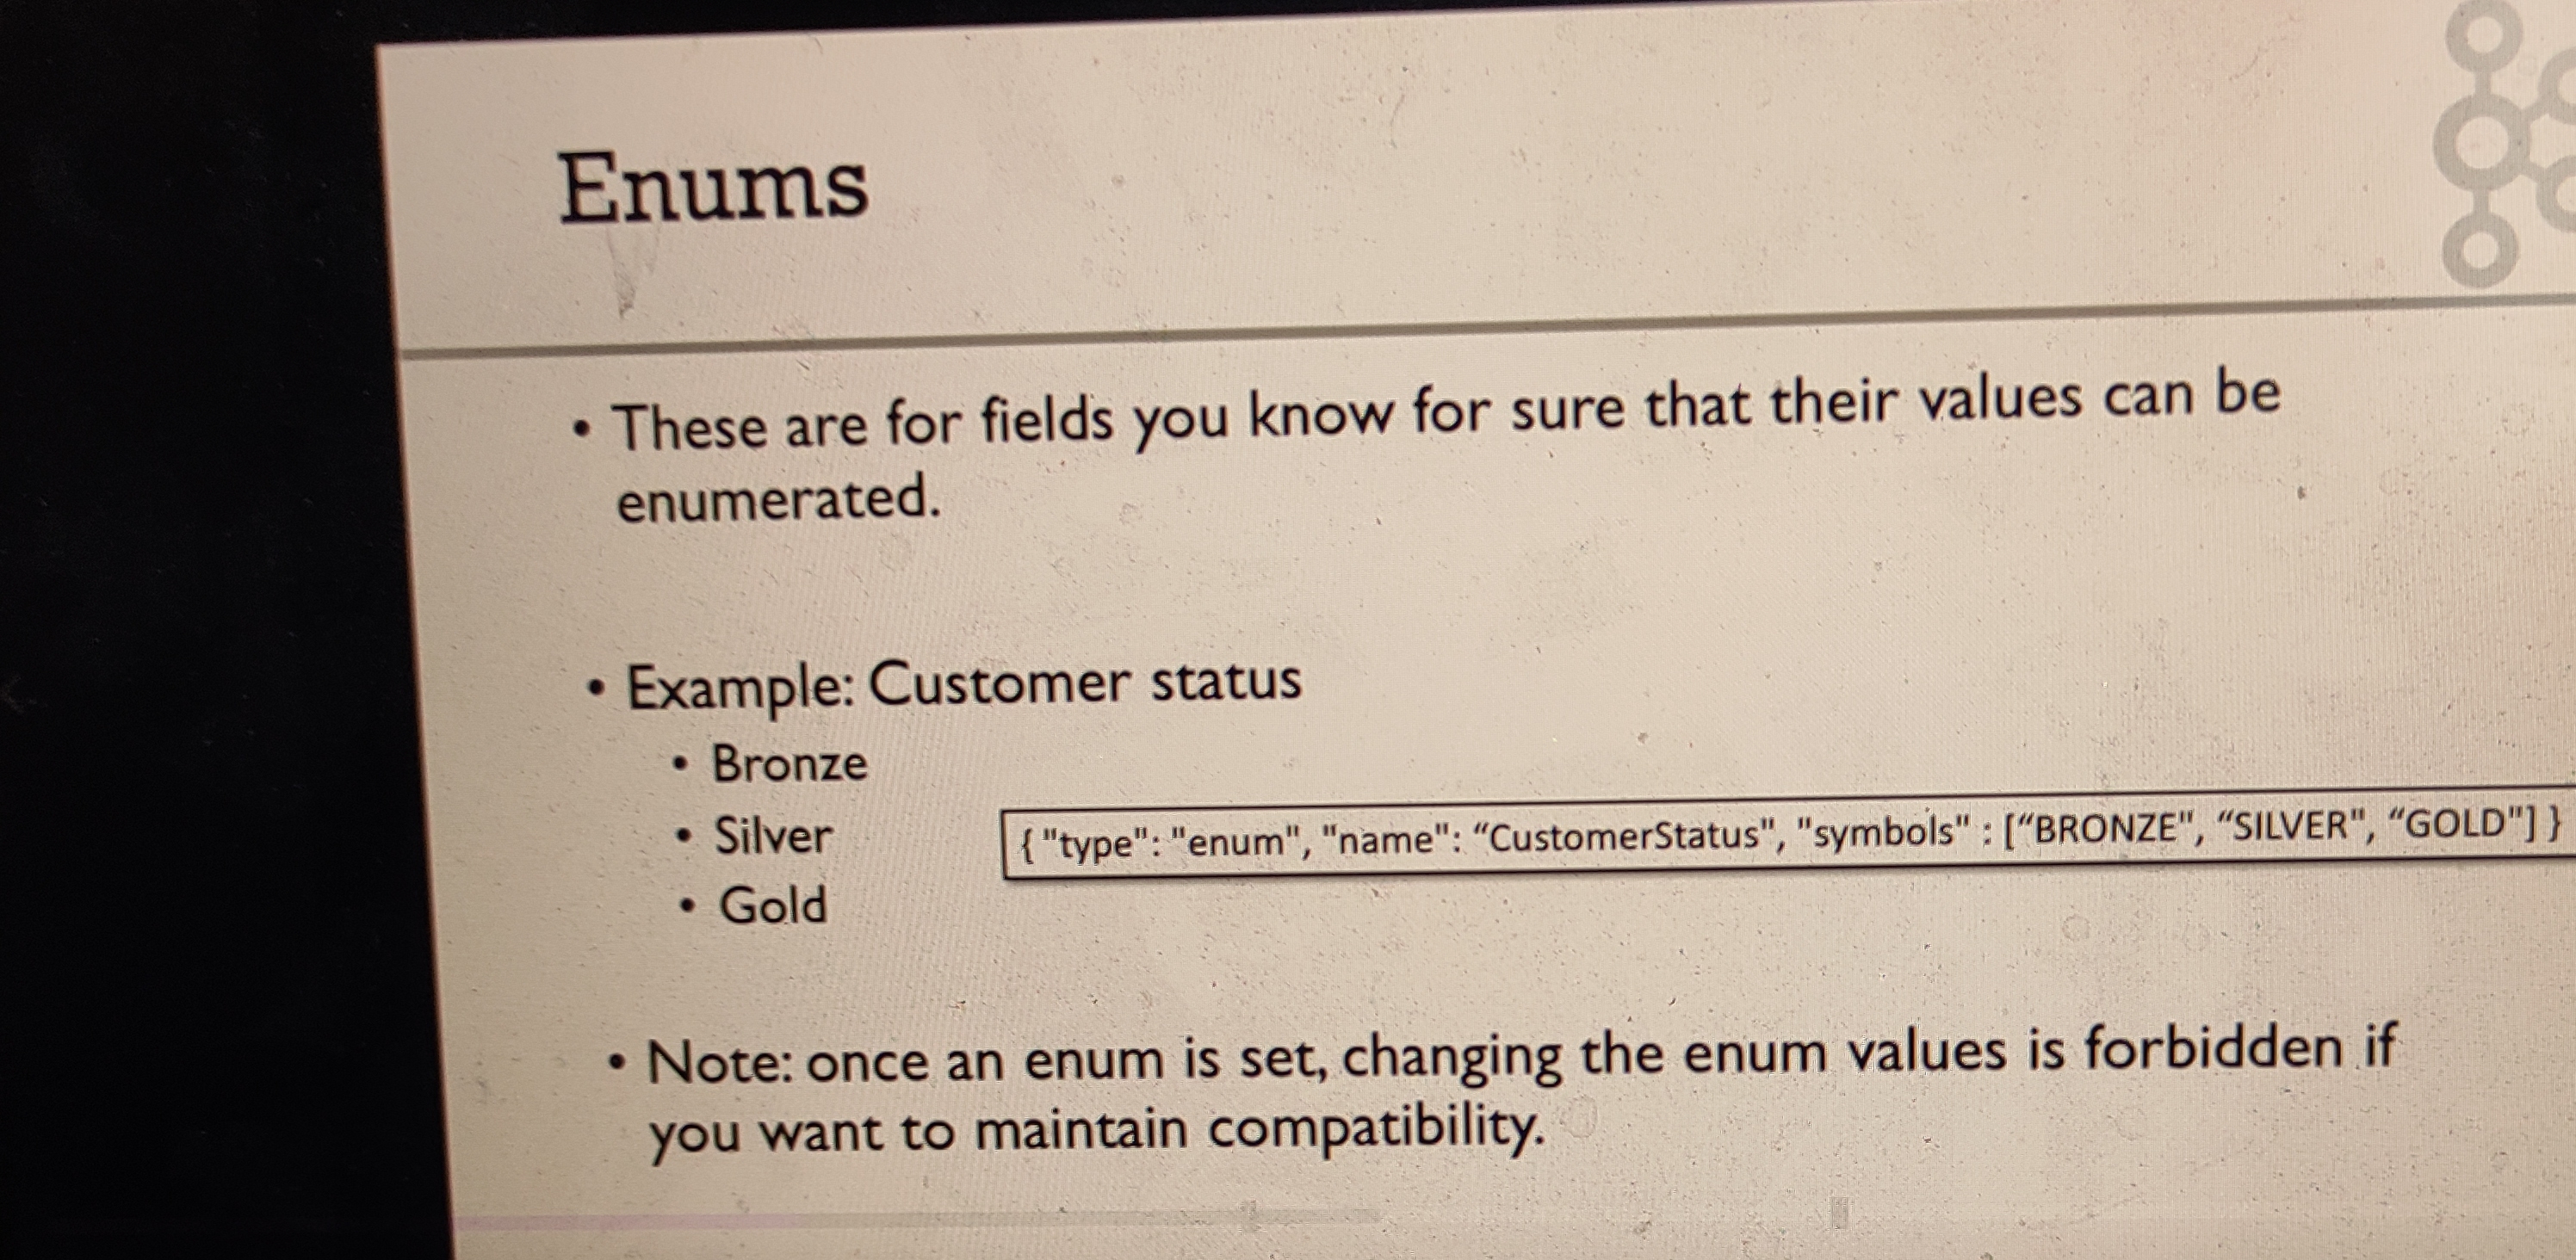 Enums
• These are for fields you know for sure that their values can be
enumerated.
• Example: Customer status
• Bronze
• Silver
• Gold
{ "type": "enum", "name": “CustomerStatus", "symbols" : [“BRONZE", “SILVER", “GOLD"] }
• Note: once an enum is set, changing the enum values is forbidden if
you want to maintain compatibility.